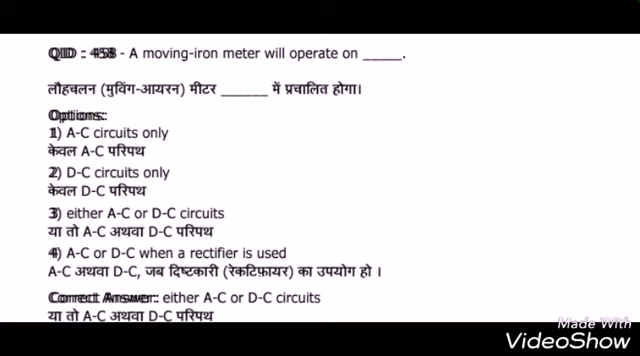 QID : 458 - A moving-iron meter will operate on _____.
लौहचलन (मुविंग-आयरन) मीटर ______ में प्रचालित होगा।
Options:
1) A-C circuits only
केवल A-C परिपथ
2) D-C circuits only
केवल D-C परिपथ
3) either A-C or D-C circuits
या तो A-C अथवा D-C परिपथ
4) A-C or D-C when a rectifier is used
A-C अथवा D-C, जब दिष्टकारी (रेकटिफ़ायर) का उपयोग हो ।
Correct Answer: either A-C or D-C circuits
या तो A-C अथवा D-C परिपथ
Made With
VideoShow